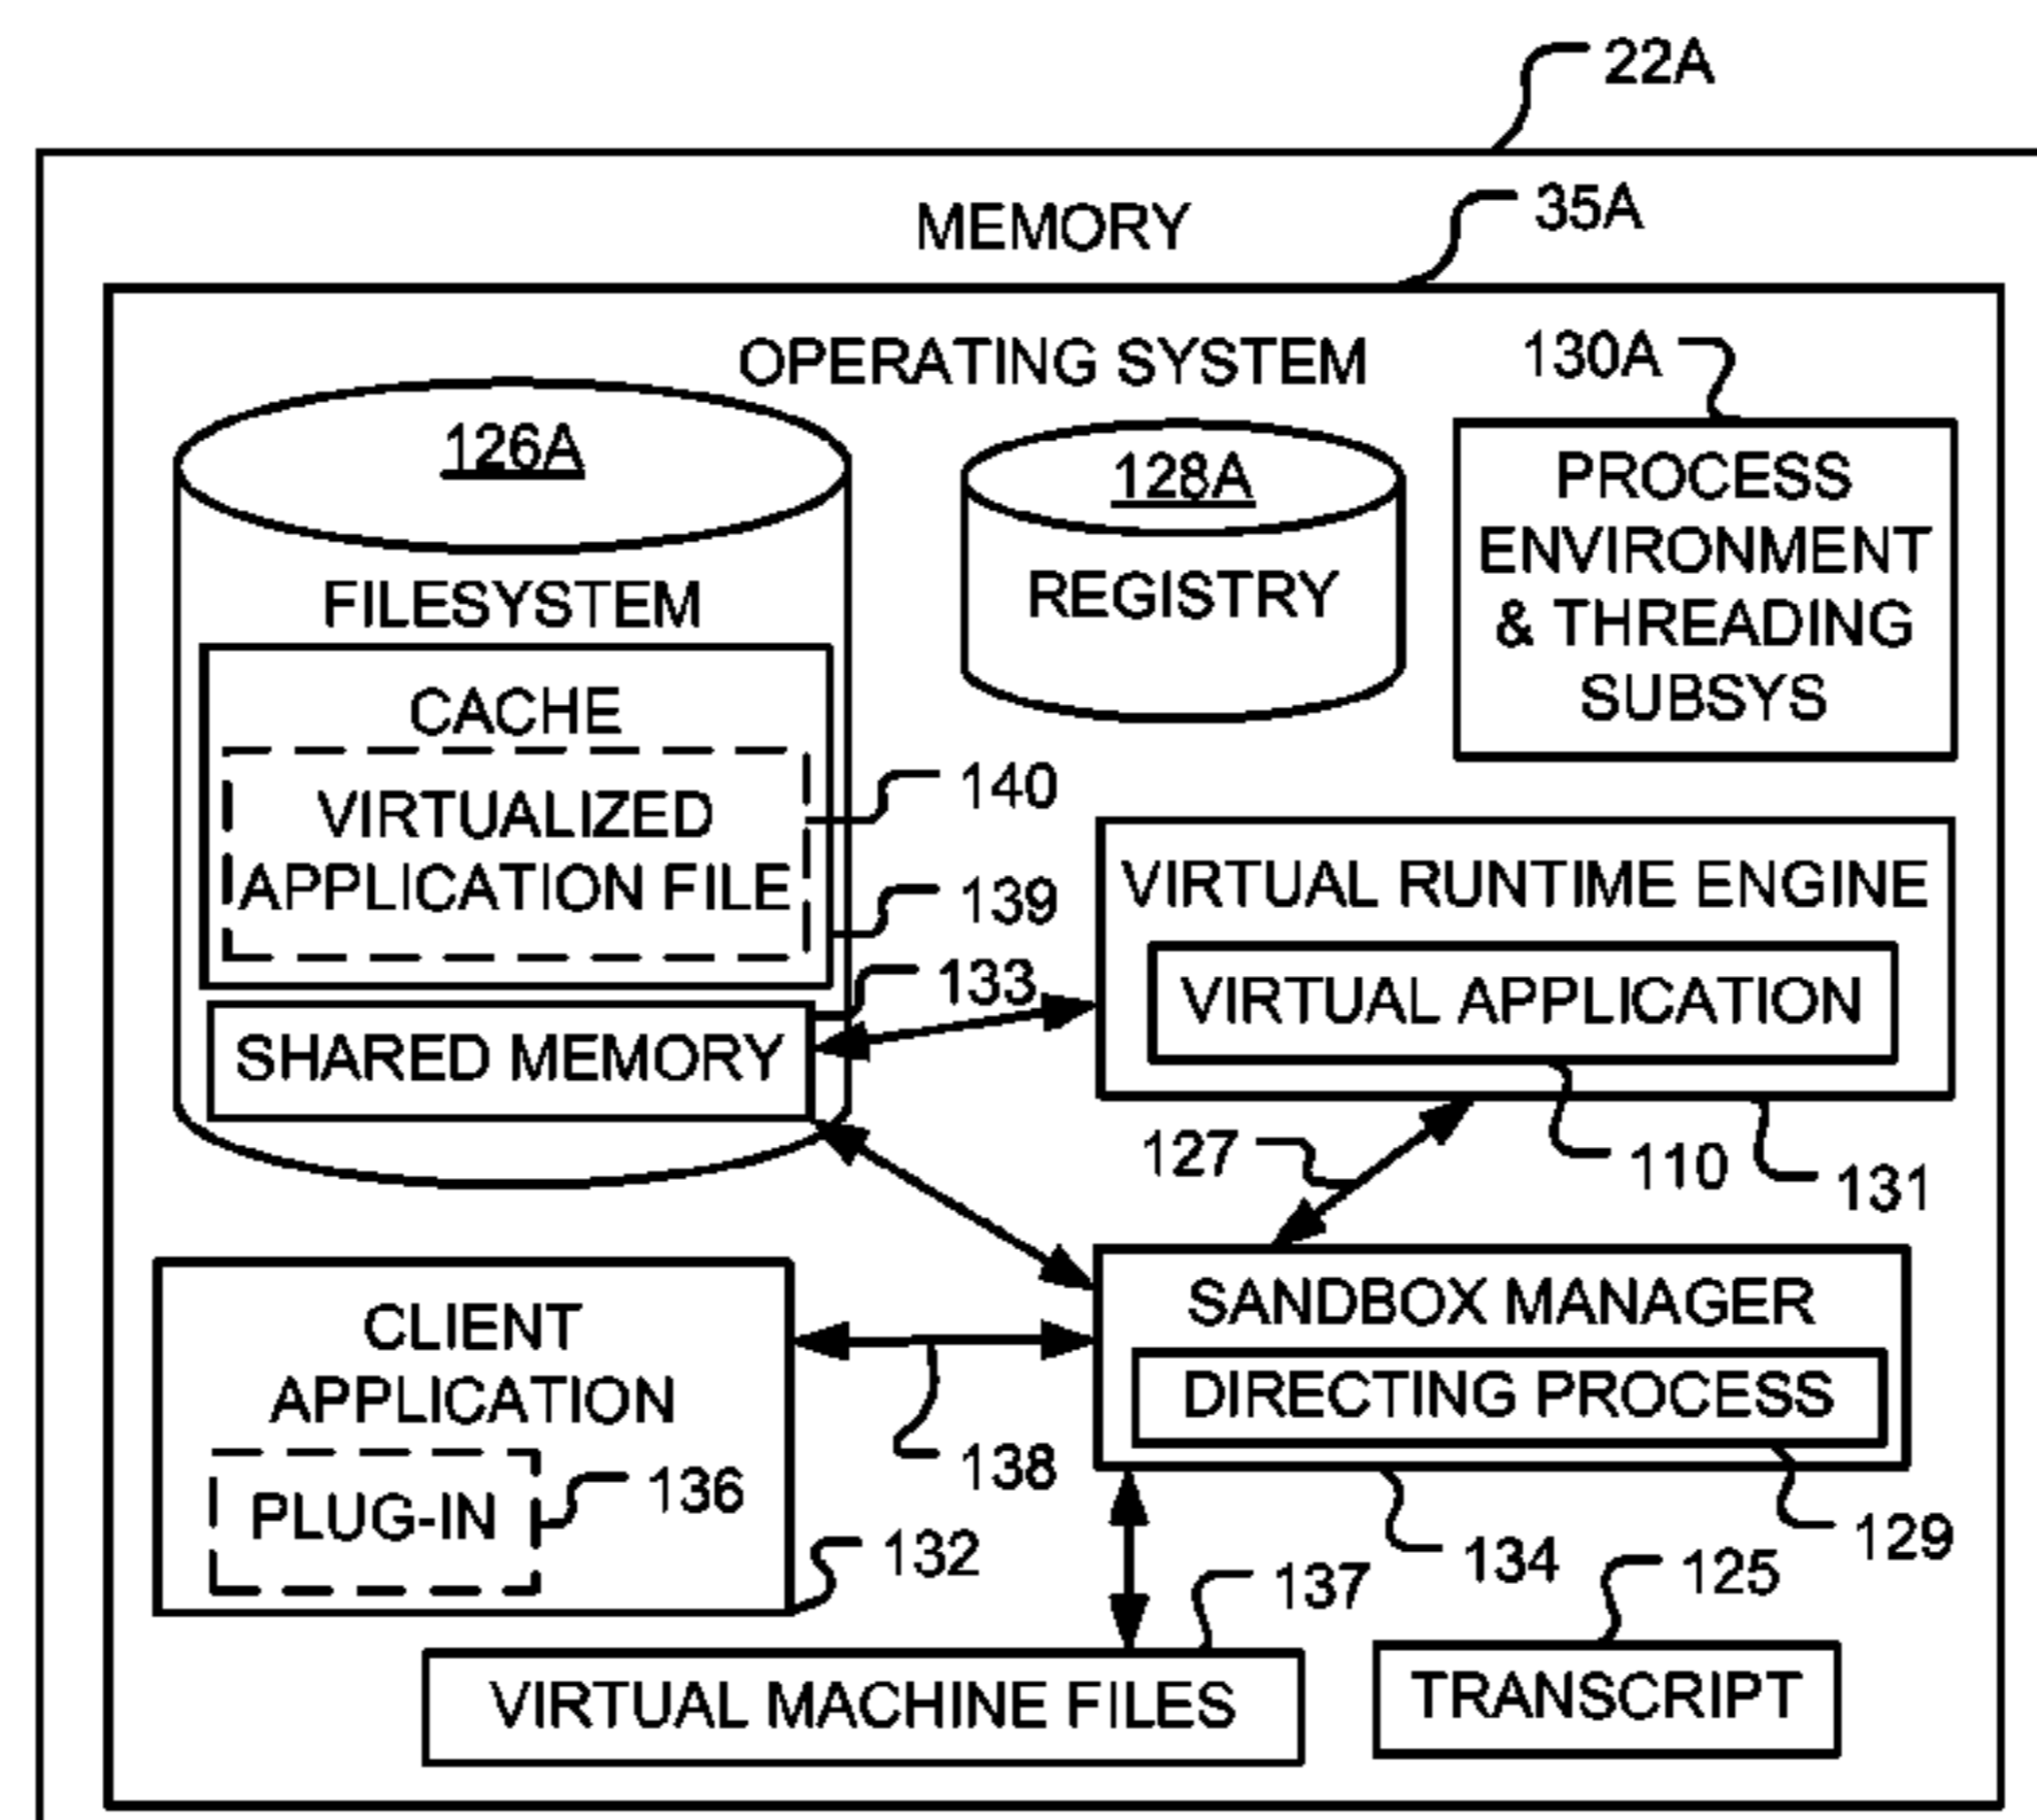 22A
MEMORY
35A
OPERATING SYSTEM
130A
126A
128A
PROCESS
ENVIRONMENT
& THREADING
SUBSYS
FILESYSTEM
REGISTRY
CACHE
VIRTUALIZED
APPLICATION FILE
140
139
133
VIRTUAL RUNTIME ENGINE
VIRTUAL APPLICATION
SHARED MEMORY
127
110
131
CLIENT
APPLICATION
PLUG-IN
136
132
138
SANDBOX MANAGER
DIRECTING PROCESS
129
134
137
125
VIRTUAL MACHINE FILES
TRANSCRIPT